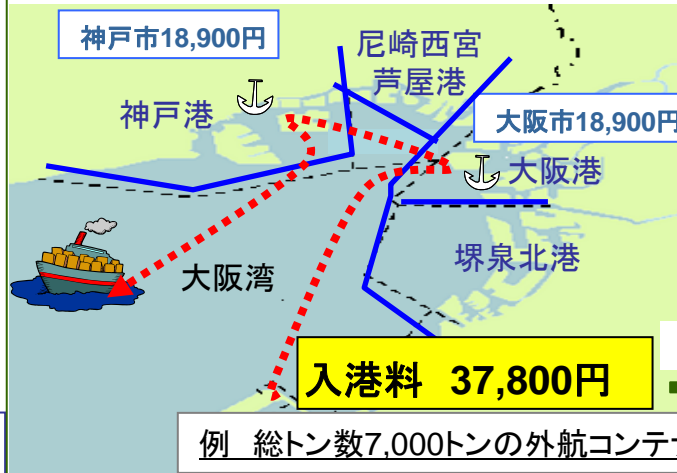 神戸市18,900円
尼崎西宮
芦屋港
神戸港
大阪市18,900円
大阪港
堺泉北港
大阪湾
入港料 37,800円
例 総トン数7,000トンの外航コンテナ